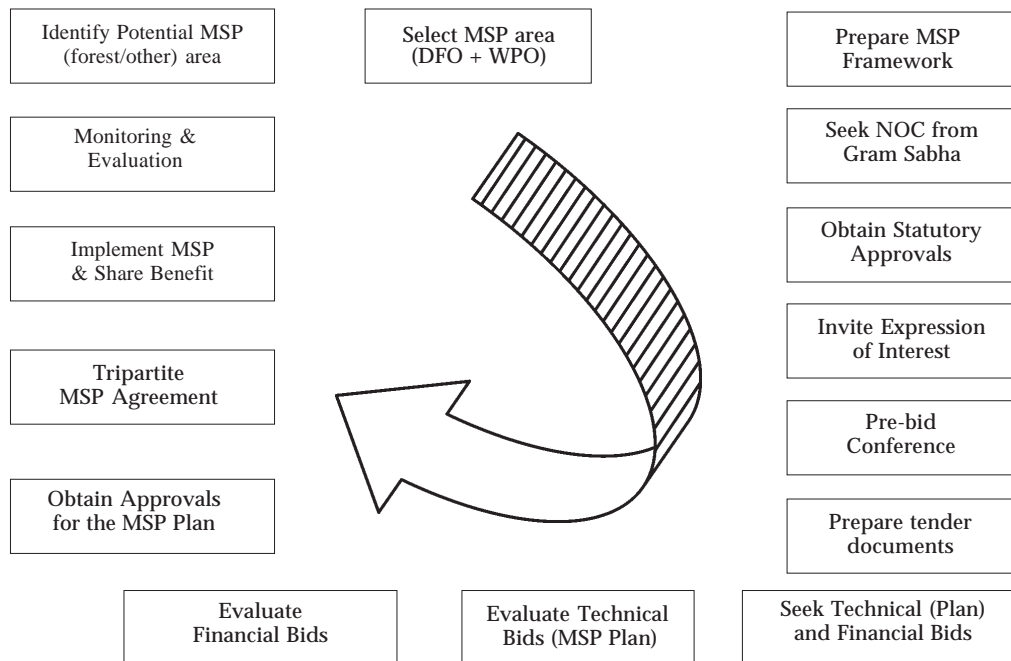 Identify Potential MSP
(forest/other) area
Select MSP area
(DFO + WPO)
Prepare MSP
Framework
Seek NOC from
Gram Sabha
Obtain Statutory
Approvals
Invite Expression
of Interest
Pre-bid
Conference
Prepare tender
documents
Seek Technical (Plan)
and Financial Bids
Evaluate Technical
Bids (MSP Plan)
Evaluate
Financial Bids
Obtain Approvals
for the MSP Plan
Tripartite
MSP Agreement
Implement MSP
& Share Benefit
Monitoring &
Evaluation